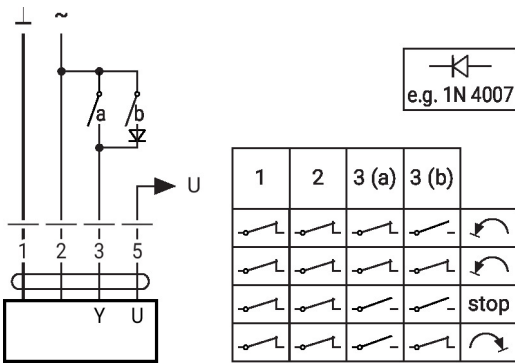 ⊥ ~
a b
e.g. 1N 4007
U
1 2 3 (a) 3 (b)
1 2 3 5
Y U
stop